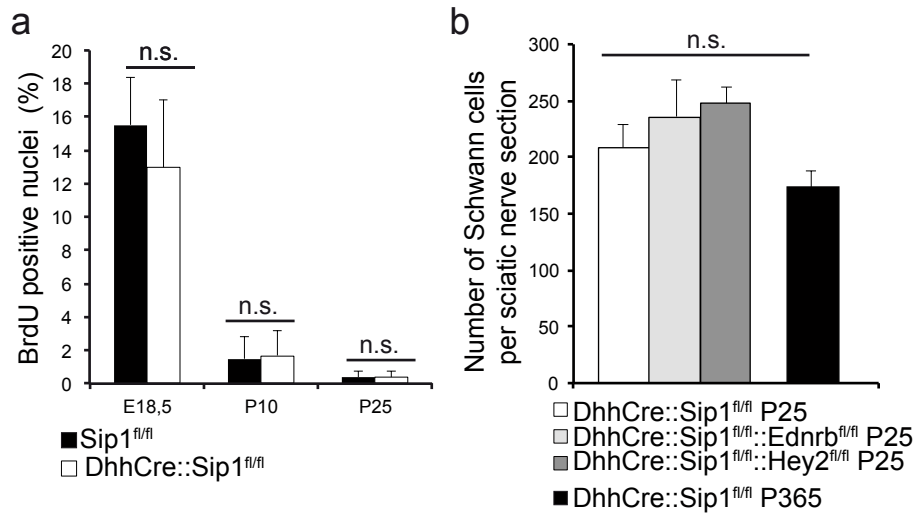 a
BrdU positive nuclei (%)
20
18
16
14
12
10
8
6
4
2
0
n.s.
n.s.
n.s.
E18,5 P10 P25
Sip1fl/fl
DhhCre::Sip1fl/fl
b
Number of Schwann cells
per sciatic nerve section
300
250
200
150
100
50
0
n.s.
DhhCre::Sip1fl/fl P25
DhhCre::Sip1fl/fl::Ednrbfl/fl P25
DhhCre::Sip1fl/fl::Hey2fl/fl P25
DhhCre::Sip1fl/fl P365